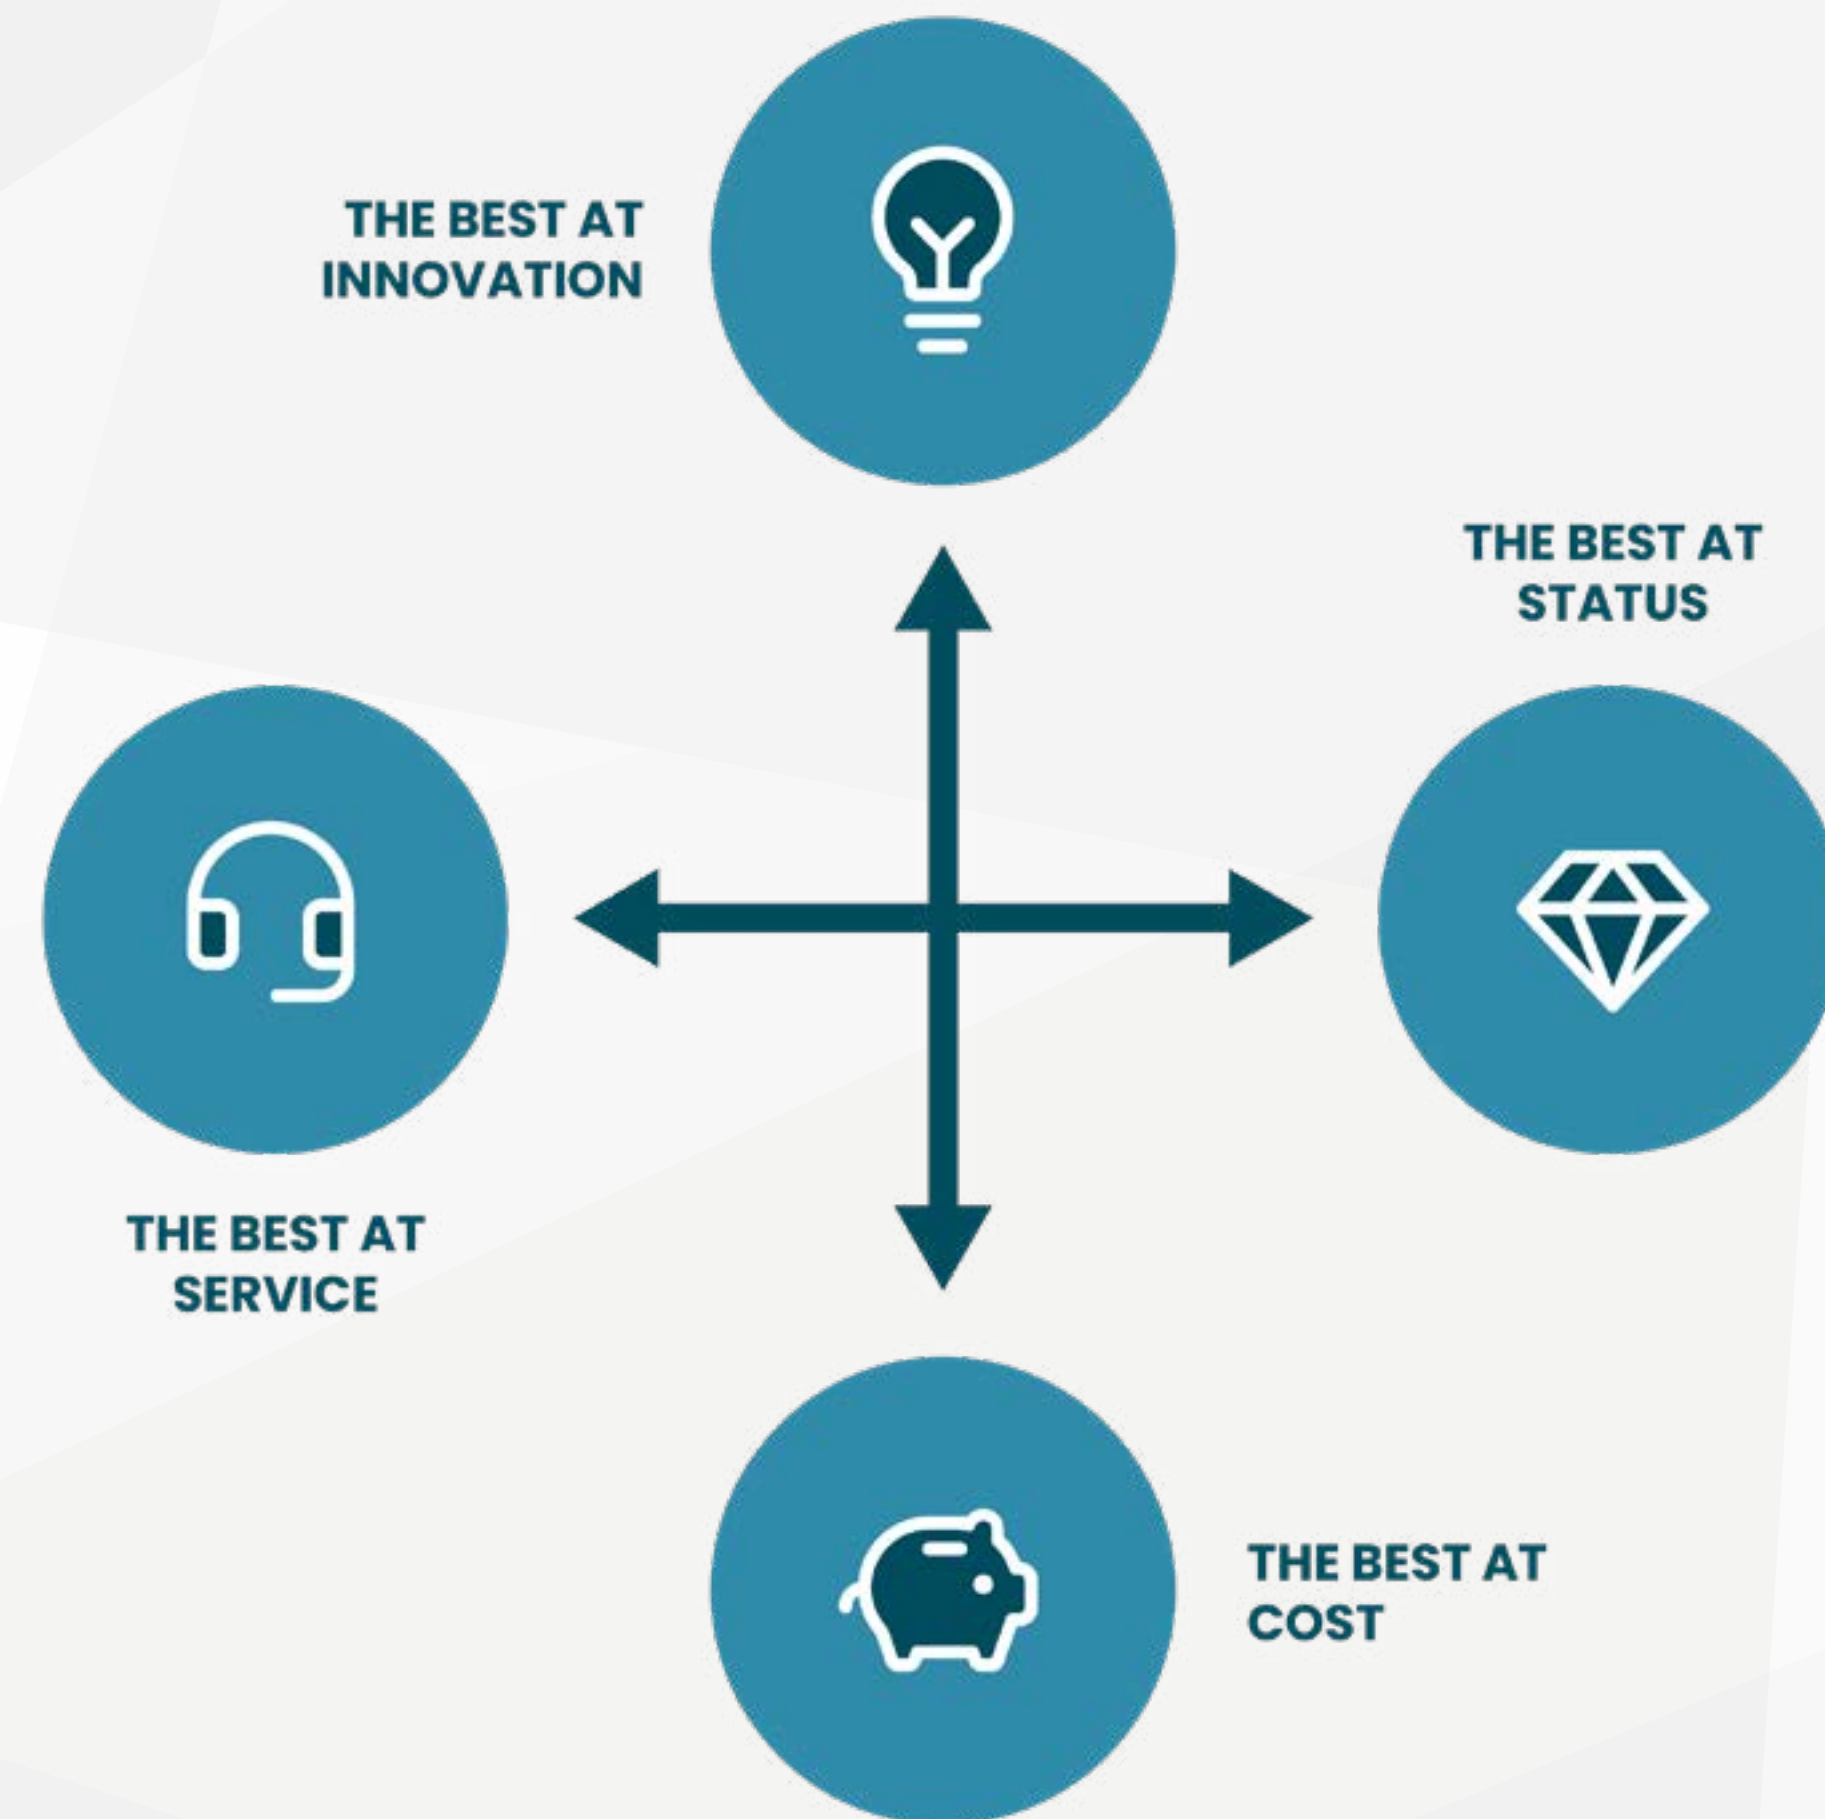 THE BEST AT
INNOVATION
THE BEST AT
STATUS
THE BEST AT
SERVICE
THE BEST AT
COST